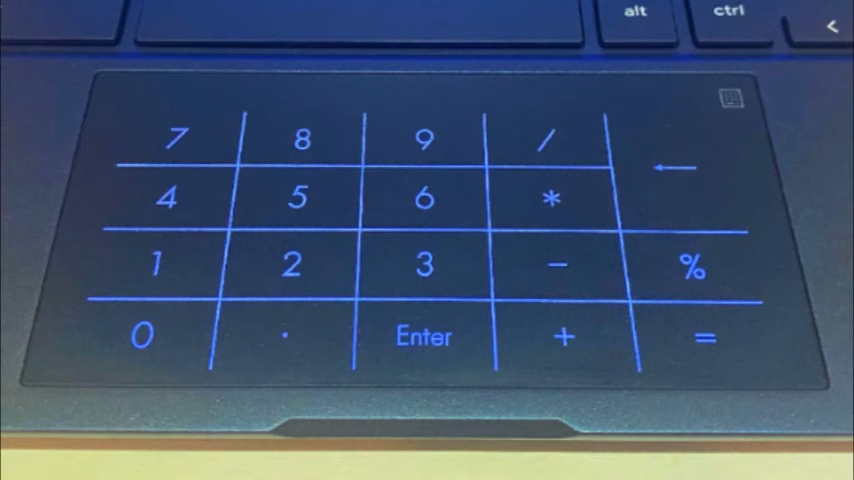 alt ctrl <
7 8 9 /
←
4 5 6 *
1 2 3 − %
0 . Enter + =